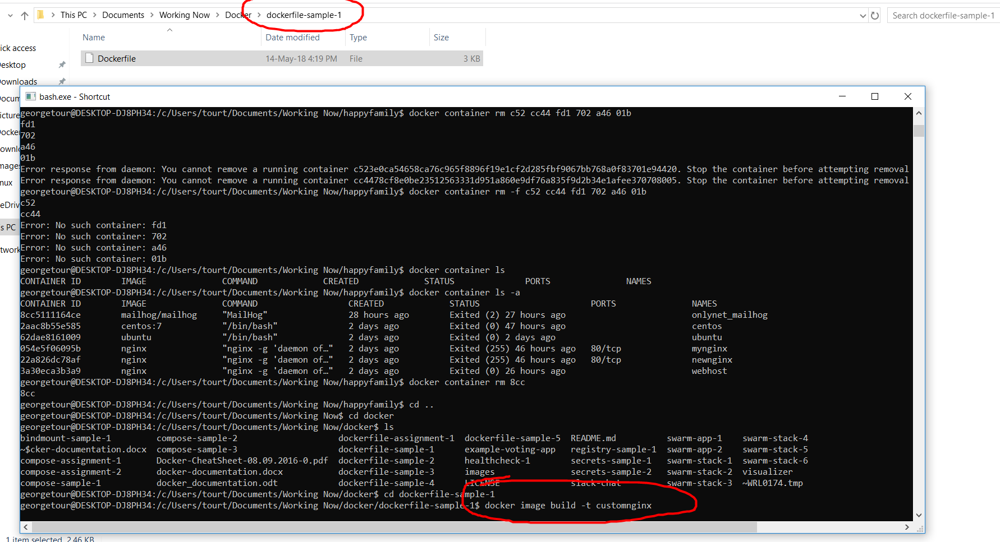 This PC > Documents > Working Now > Docker > dockerfile-sample-1
Search dockerfile-sample-1
Name Date modified Type Size
ick access
Dockerfile 14-May-18 4:19 PM File 3 KB
esktop
ownloads
bash.exe - Shortcut
georgetour@DESKTOP-DJ8PH34:/c/Users/tourt/Documents/Working Now/happyfamily$ docker container rm c52 cc44 fd1 702 a46 01b
fd1
702
a46
01b
Error response from daemon: You cannot remove a running container c523e0ca54658ca76c965f8896f19e1cf2d285fbf9067bb768a0f83701e94420. Stop the container before attempting removal
Error response from daemon: You cannot remove a running container cc4478cf8e0be23512563331d951a860e9df76a835f9d2b34e1afee370708005. Stop the container before attempting removal
georgetour@DESKTOP-DJ8PH34:/c/Users/tourt/Documents/Working Now/happyfamily$ docker container rm -f c52 cc44 fd1 702 a46 01b
c52
cc44
Error: No such container: fd1
Error: No such container: 702
Error: No such container: a46
Error: No such container: 01b
georgetour@DESKTOP-DJ8PH34:/c/Users/tourt/Documents/Working Now/happyfamily$ docker container ls
CONTAINER ID IMAGE COMMAND CREATED STATUS PORTS NAMES
georgetour@DESKTOP-DJ8PH34:/c/Users/tourt/Documents/Working Now/happyfamily$ docker container ls -a
CONTAINER ID IMAGE COMMAND CREATED STATUS PORTS NAMES
8cc5111164ce mailhog/mailhog "MailHog" 28 hours ago Exited (2) 27 hours ago onlynet_mailhog
2aac8b55e585 centos:7 "/bin/bash" 2 days ago Exited (0) 47 hours ago centos
62dae8161009 ubuntu "/bin/bash" 2 days ago Exited (0) 2 days ago ubuntu
054e5f06095b nginx "nginx -g 'daemon of…" 2 days ago Exited (255) 46 hours ago 80/tcp mynginx
22a826dc78af nginx "nginx -g 'daemon of…" 2 days ago Exited (255) 46 hours ago 80/tcp newnginx
3a30eca3b3a9 nginx "nginx -g 'daemon of…" 2 days ago Exited (0) 26 hours ago webhost
georgetour@DESKTOP-DJ8PH34:/c/Users/tourt/Documents/Working Now/happyfamily$ docker container rm 8cc
8cc
georgetour@DESKTOP-DJ8PH34:/c/Users/tourt/Documents/Working Now/happyfamily$ cd ..
georgetour@DESKTOP-DJ8PH34:/c/Users/tourt/Documents/Working Now$ cd docker
georgetour@DESKTOP-DJ8PH34:/c/Users/tourt/Documents/Working Now/docker$ ls
bindmount-sample-1 compose-sample-2 dockerfile-assignment-1 dockerfile-sample-5 README.md swarm-app-1 swarm-stack-4
~$cker-documentation.docx compose-sample-3 dockerfile-sample-1 example-voting-app registry-sample-1 swarm-app-2 swarm-stack-5
compose-assignment-1 Docker-CheatSheet-08.09.2016-0.pdf dockerfile-sample-2 healthcheck-1 secrets-sample-1 swarm-stack-1 swarm-stack-6
compose-assignment-2 docker-documentation.docx dockerfile-sample-3 images secrets-sample-2 swarm-stack-2 visualizer
compose-sample-1 docker_documentation.odt dockerfile-sample-4 LICENSE slack-chat swarm-stack-3 ~WRL0174.tmp
georgetour@DESKTOP-DJ8PH34:/c/Users/tourt/Documents/Working Now/docker$ cd dockerfile-sample-1
georgetour@DESKTOP-DJ8PH34:/c/Users/tourt/Documents/Working Now/docker/dockerfile-sample-1$ docker image build -t customnginx
ocum
icture
ocke
ownl
mages
nux
eDriv
s PC
twork
1 item selected 2.46 KB